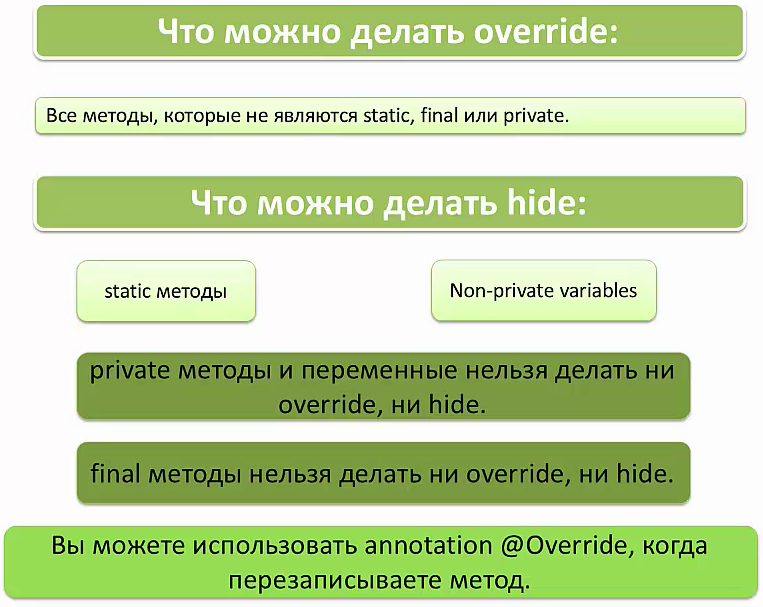 Что можно делать override:
Все методы, которые не являются static, final или private.
Что можно делать hide:
static методы
Non-private variables
private методы и переменные нельзя делать ни
override, ни hide.
final методы нельзя делать ни override, ни hide.
Вы можете использовать annotation @Override, когда
перезаписываете метод.